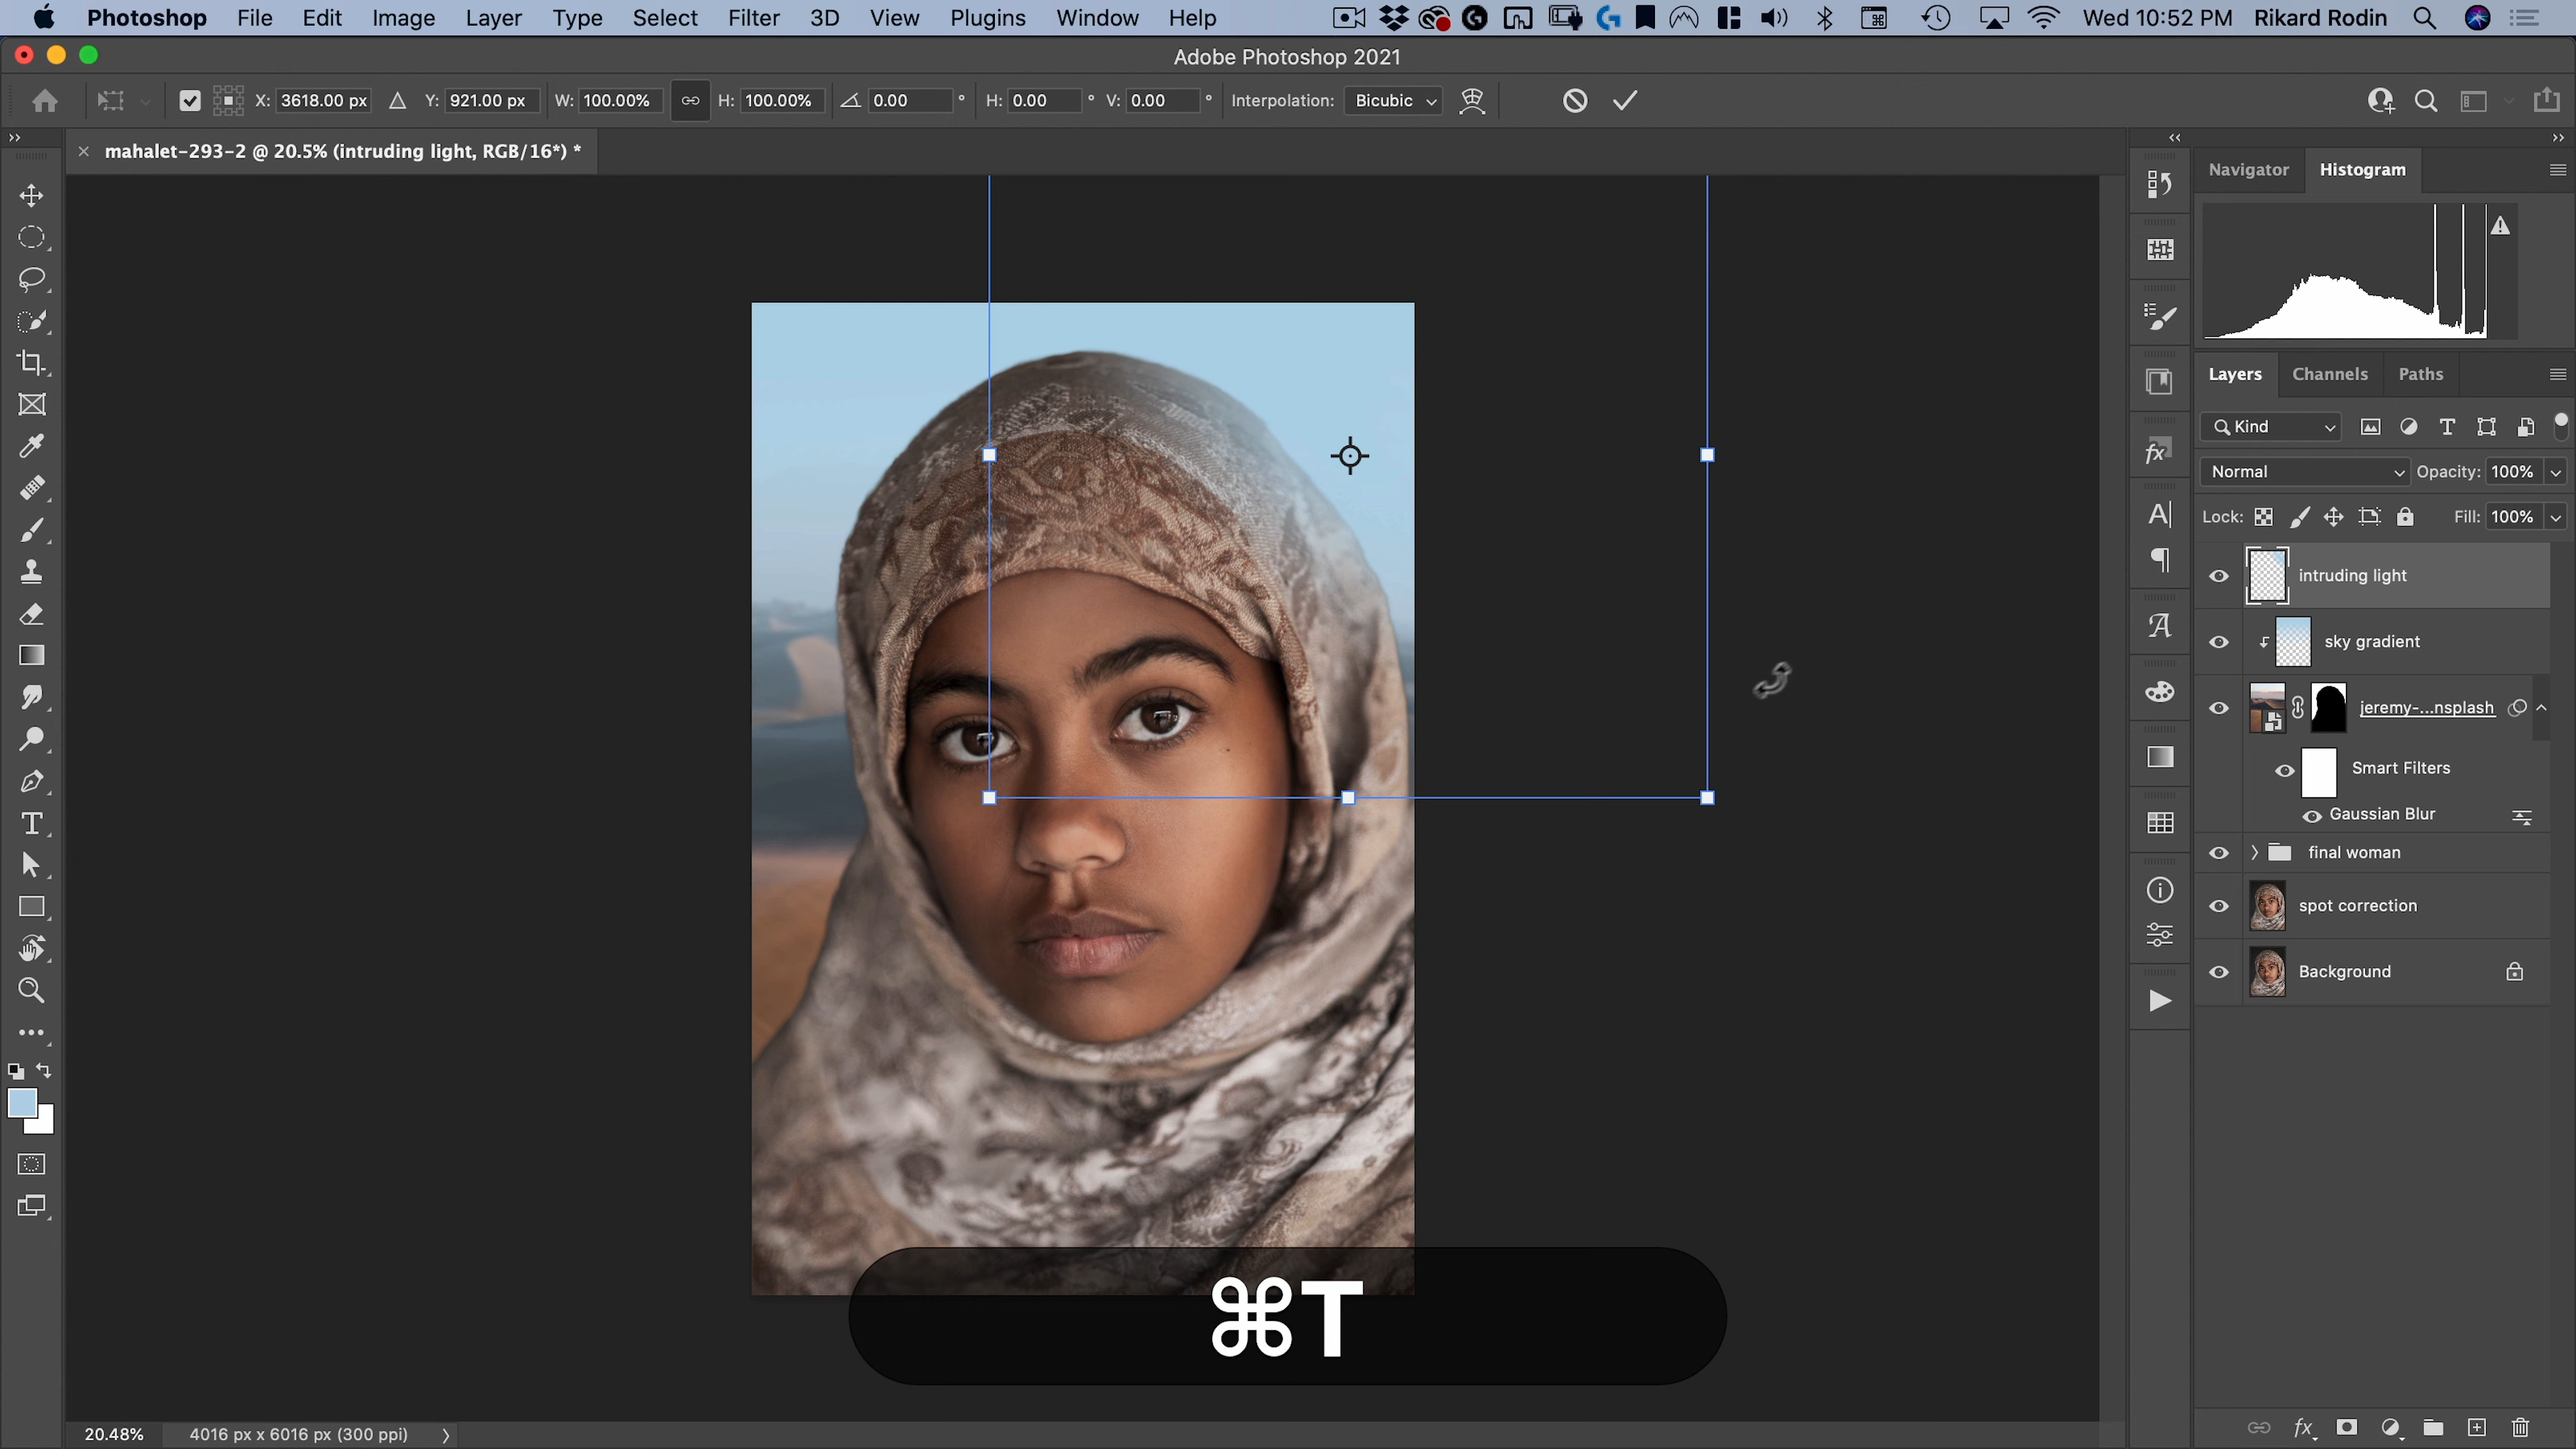 Photoshop File Edit Image Layer Type Select Filter 3D View Plugins Window Help Wed 10:52 PM Rikard Rodin
Adobe Photoshop 2021
X: 3618.00 px Y: 921.00 px W: 100.00% H: 100.00% 0.00 ° H: 0.00 ° V: 0.00 ° Interpolation: Bicubic
mahalet-293-2 @ 20.5% (intruding light, RGB/16*) *
Navigator Histogram
Layers Channels Paths
Kind
Normal Opacity: 100%
Lock: Fill: 100%
intruding light
sky gradient
jeremy-...nsplash
Smart Filters
Gaussian Blur
final woman
spot correction
Background
⌘T
20.48% 4016 px x 6016 px (300 ppi)